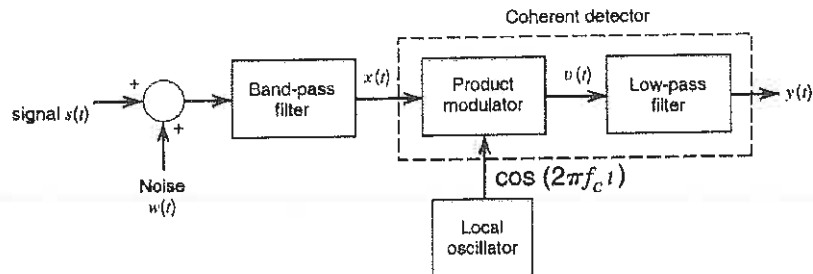 Coherent detector
signal s(t)
+
+
Noise
w(t)
Band-pass
filter
x(t)
Product
modulator
υ(t)
Low-pass
filter
y(t)
cos (2πf_c t)
Local
oscillator